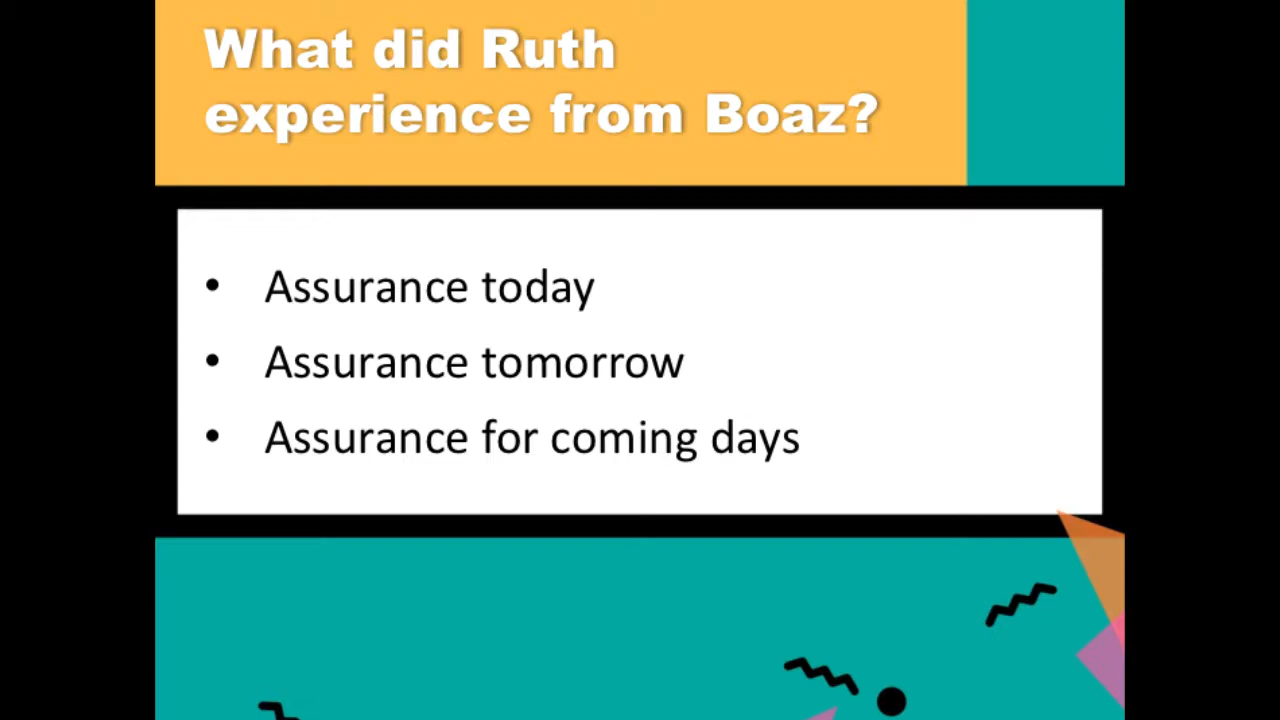 What did Ruth
experience from Boaz?
• Assurance today
• Assurance tomorrow
• Assurance for coming days